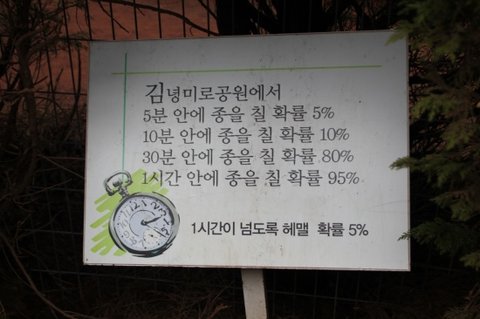 김녕미로공원에서
5분 안에 종을 칠 확률 5%
10분 안에 종을 칠 확률 10%
30분 안에 종을 칠 확률 80%
1시간 안에 종을 칠 확률 95%
1시간이 넘도록 헤맬 확률 5%